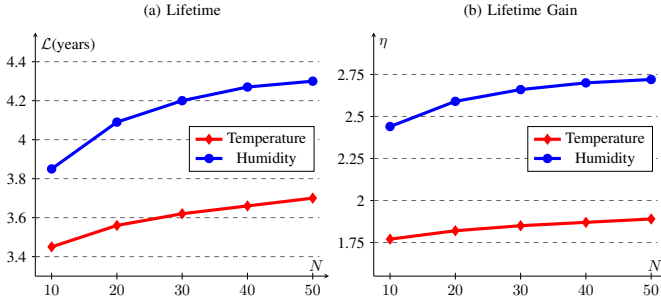 (a) Lifetime
ℒ(years)
4.4
4.2
4
3.8
3.6
3.4
10 20 30 40 50
N
Temperature
Humidity
(b) Lifetime Gain
η
2.75
2.5
2.25
2
1.75
10 20 30 40 50
N
Temperature
Humidity